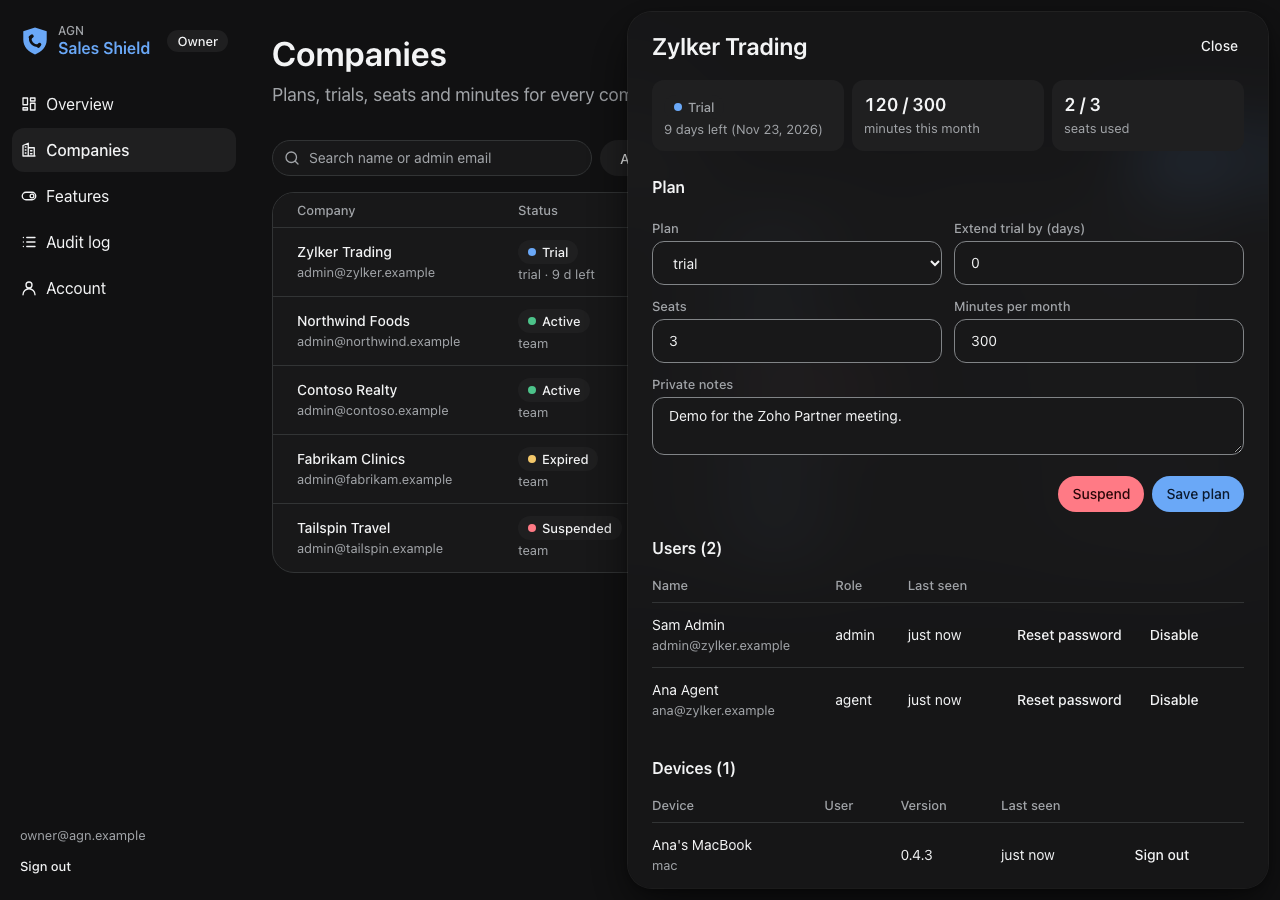 AGN
Sales Shield
Owner
Overview
Companies
Features
Audit log
Account
owner@agn.example
Sign out
Companies
Plans, trials, seats and minutes for every
Search name or admin email
Company Status
Zylker Trading Trial
admin@zylker.example trial · 9 d left
Northwind Foods Active
admin@northwind.example team
Contoso Realty Active
admin@contoso.example team
Fabrikam Clinics Expired
admin@fabrikam.example team
Tailspin Travel Suspended
admin@tailspin.example team
Zylker Trading Close
Trial 120 / 300 2 / 3
9 days left (Nov 23, 2026) minutes this month seats used
Plan
Plan Extend trial by (days)
trial 0
Seats Minutes per month
3 300
Private notes
Demo for the Zoho Partner meeting.
Suspend Save plan
Users (2)
Name Role Last seen
Sam Admin admin just now Reset password Disable
admin@zylker.example
Ana Agent agent just now Reset password Disable
ana@zylker.example
Devices (1)
Device User Version Last seen
Ana's MacBook 0.4.3 just now Sign out
mac